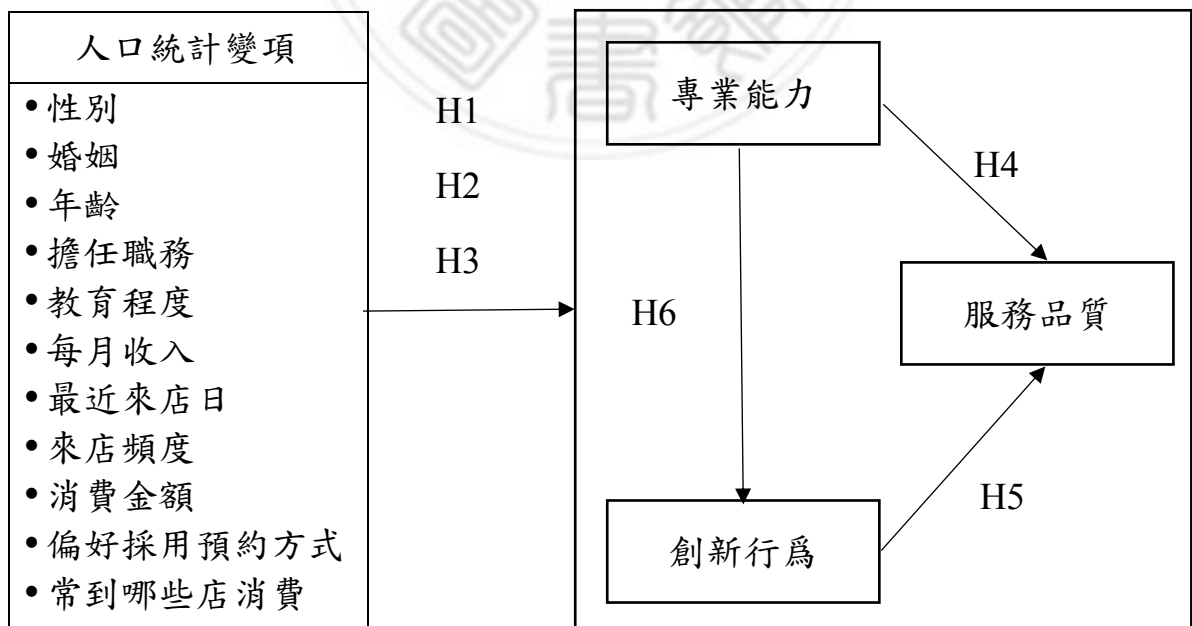 人口統計變項
•性別
•婚姻
•年齡
•擔任職務
•教育程度
•每月收入
•最近來店日
•來店頻度
•消費金額
•偏好採用預約方式
•常到哪些店消費
H1
H2
H3
專業能力
H4
H6
服務品質
H5
創新行為